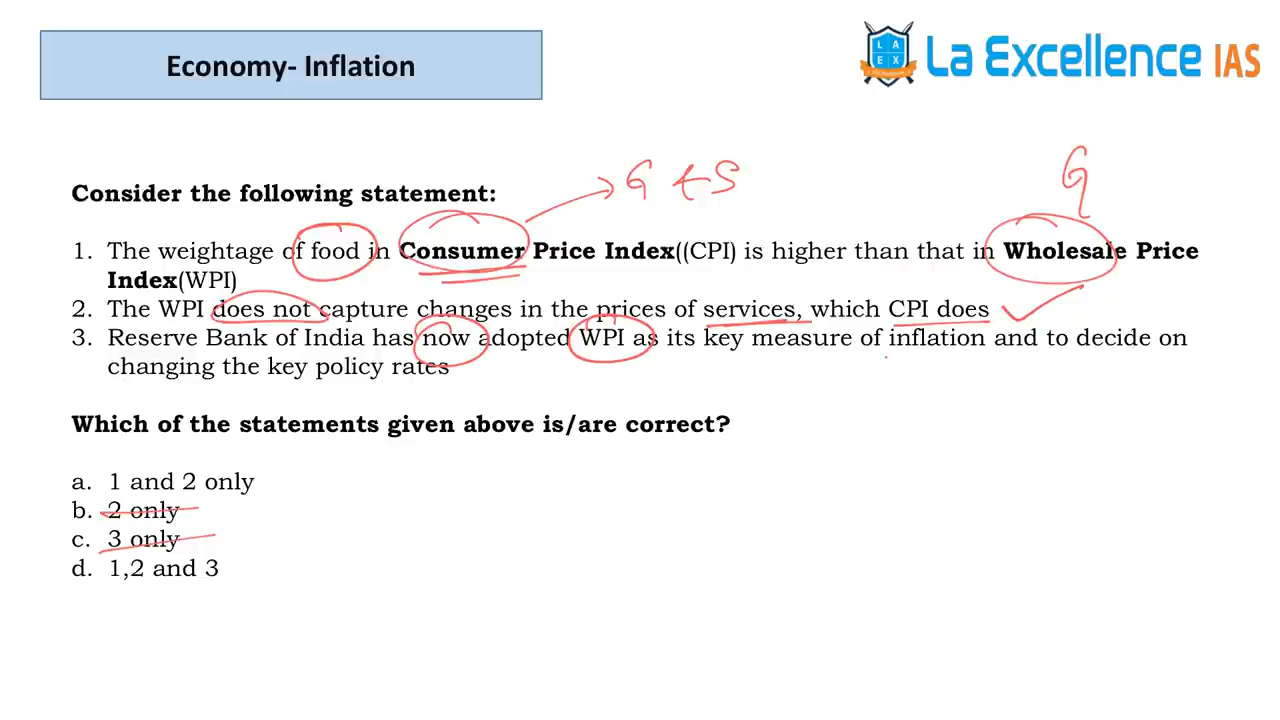 Economy- Inflation
LA
EX
La Excellence IAS
G + S
G
Consider the following statement:
1. The weightage of food in Consumer Price Index((CPI) is higher than that in Wholesale Price
Index(WPI)
2. The WPI does not capture changes in the prices of services, which CPI does
3. Reserve Bank of India has now adopted WPI as its key measure of inflation and to decide on
changing the key policy rates
Which of the statements given above is/are correct?
a. 1 and 2 only
b. 2 only
c. 3 only
d. 1,2 and 3